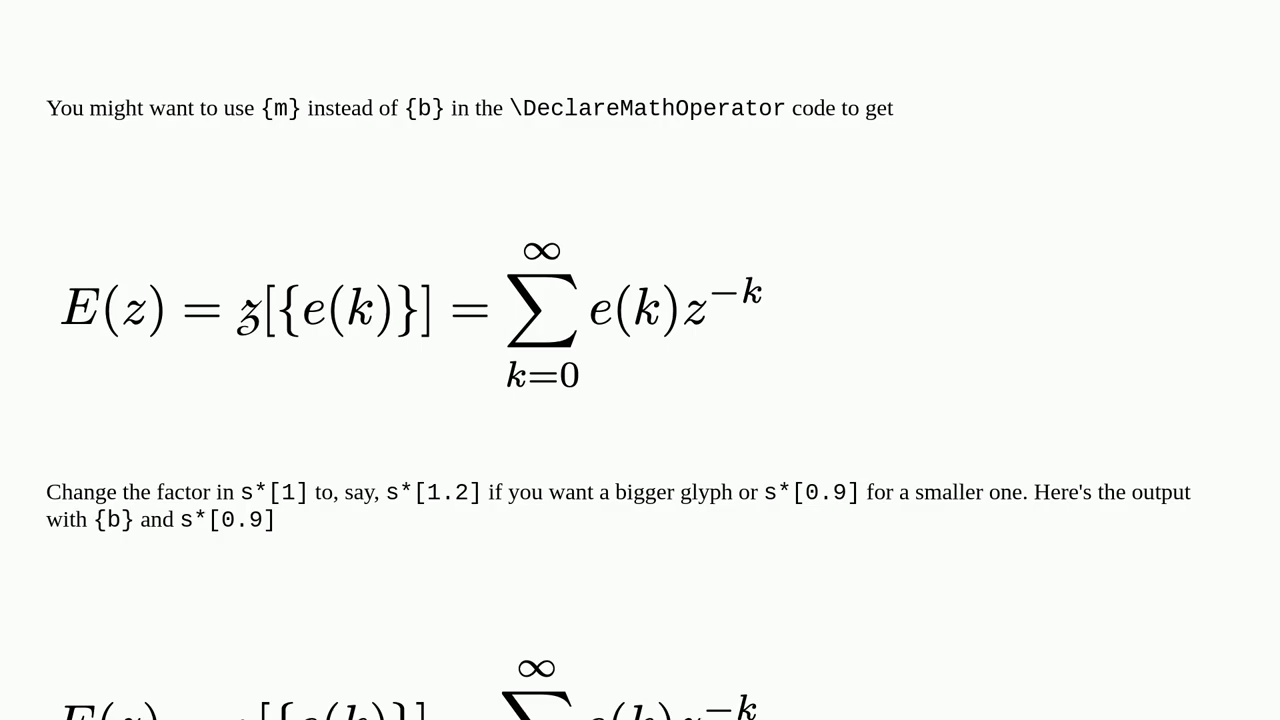 You might want to use {m} instead of {b} in the \DeclareMathOperator code to get
E(z) = ʒ[{e(k)}] = ∑_{k=0}^{∞} e(k)z^{−k}
Change the factor in s*[1] to, say, s*[1.2] if you want a bigger glyph or s*[0.9] for a smaller one. Here's the output
with {b} and s*[0.9]